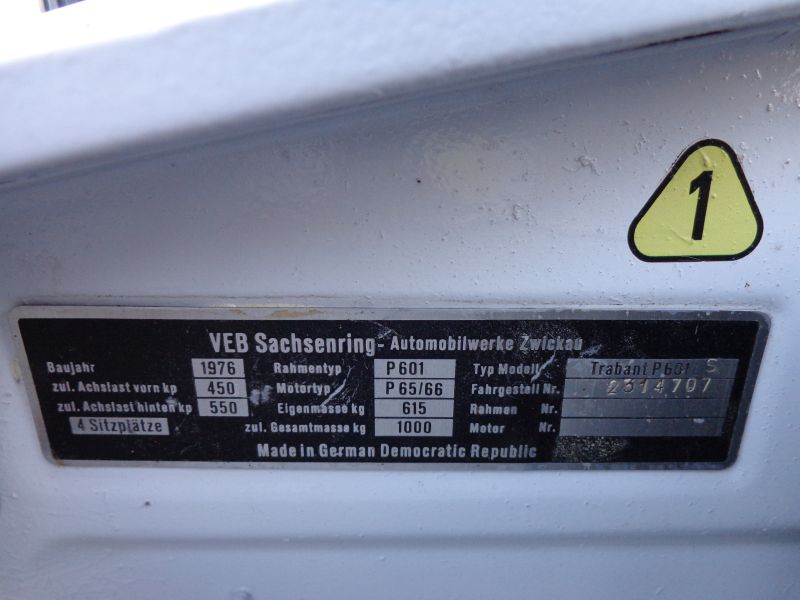 1
VEB Sachsenring - Automobilwerke Zwickau
Baujahr 1976 Rahmentyp P601 Typ Modell Trabant P601 S
zul. Achslast vorn kp 450 Motortyp P 65/66 Fahrgestell Nr. 2314707
zul. Achslast hinten kp 550 Eigenmasse kg 615 Rahmen Nr.
4 Sitzplätze zul. Gesamtmasse kg 1000 Motor Nr.
Made in German Democratic Republic